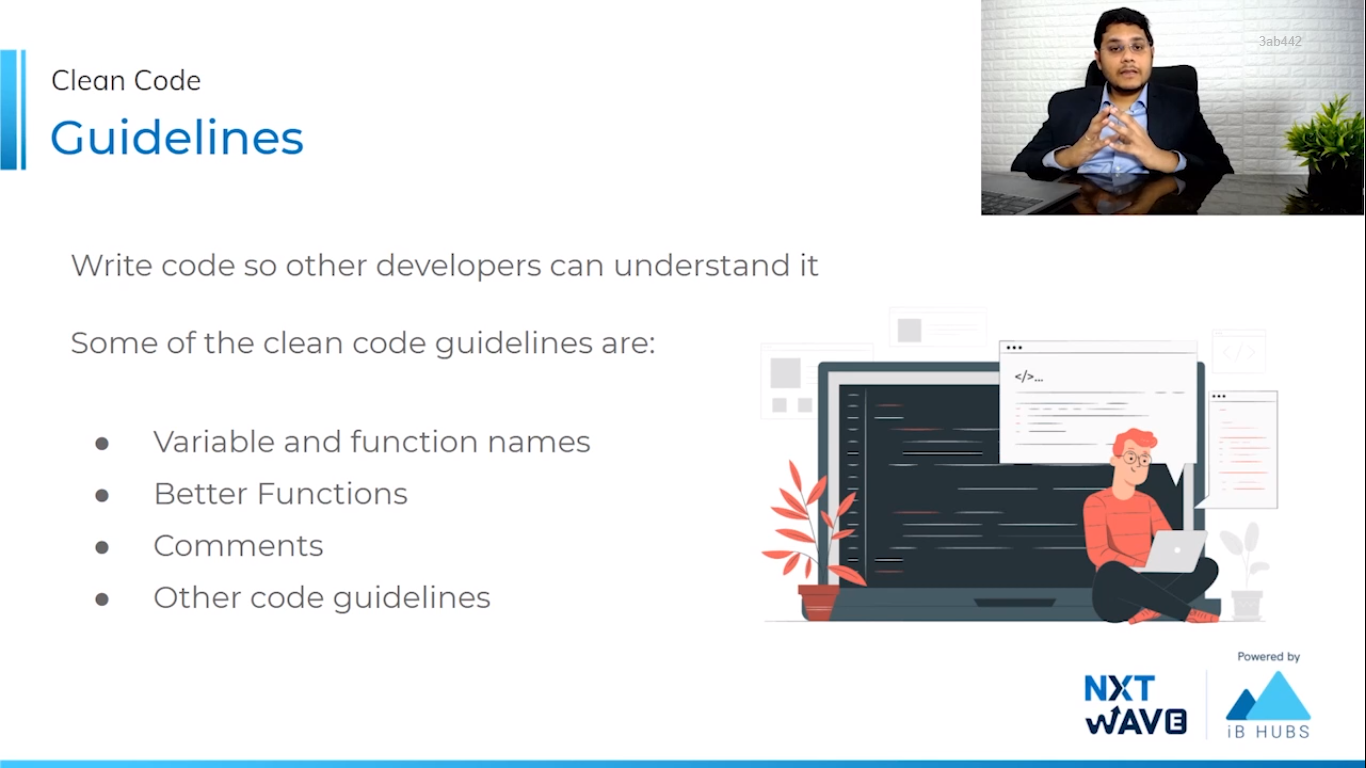 3ab442
Clean Code
Guidelines
Write code so other developers can understand it
Some of the clean code guidelines are:
</>...
</>
● Variable and function names
● Better Functions
● Comments
● Other code guidelines
Powered by
NXT
WAVE
iB HUBS